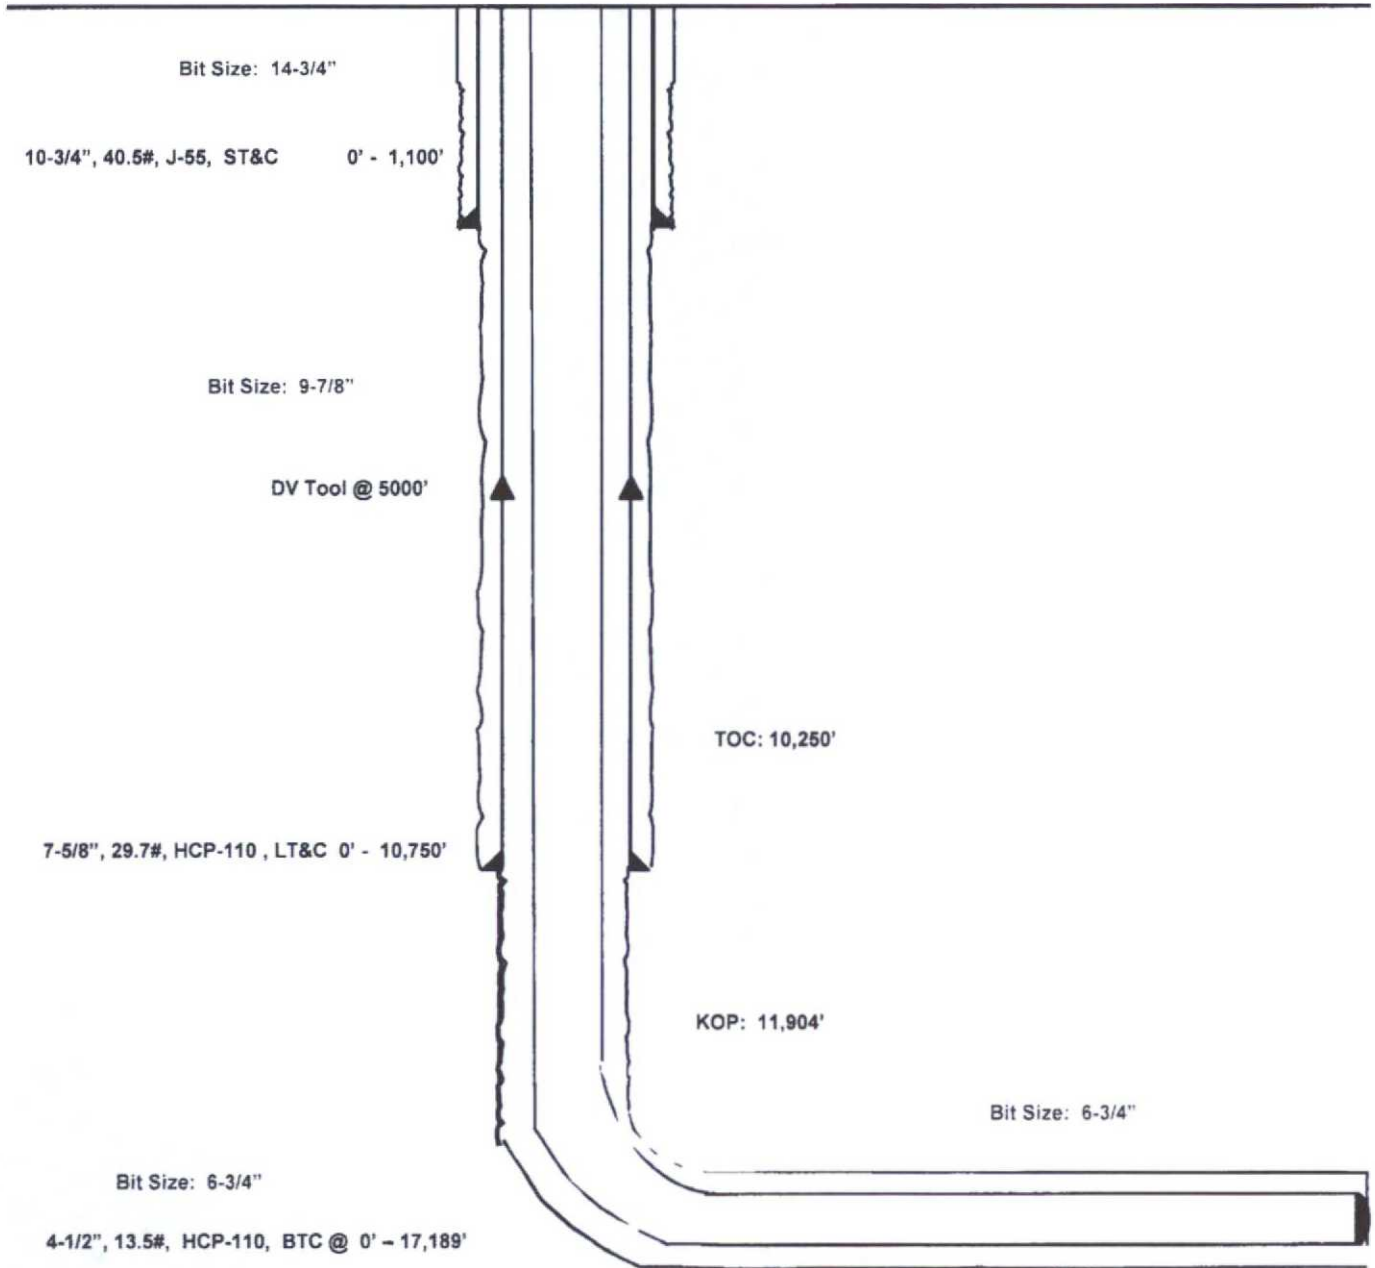 Bit Size: 14-3/4”
10-3/4”, 40.5#, J-55, ST&C 0’ - 1,100’
Bit Size: 9-7/8”
DV Tool @ 5000’
TOC: 10,250’
7-5/8”, 29.7#, HCP-110 , LT&C 0’ - 10,750’
KOP: 11,904’
Bit Size: 6-3/4”
Bit Size: 6-3/4”
4-1/2”, 13.5#, HCP-110, BTC @ 0’ – 17,189’